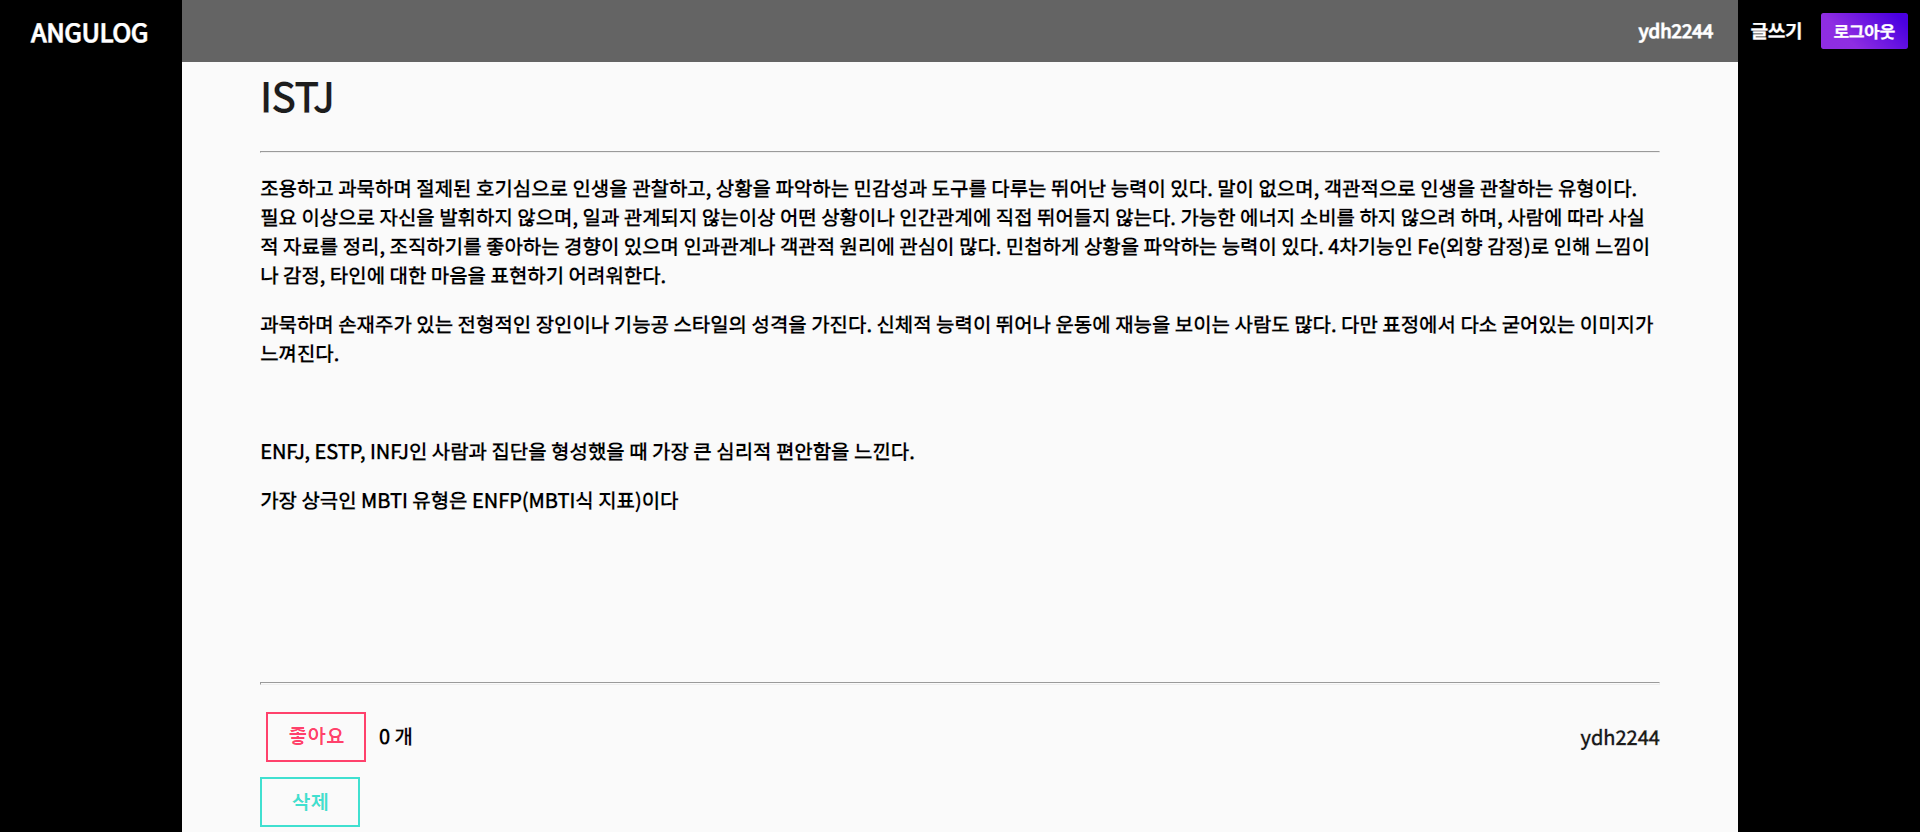 ANGULOG
ydh2244
글쓰기
로그아웃
ISTJ
조용하고 과묵하며 절제된 호기심으로 인생을 관찰하고, 상황을 파악하는 민감성과 도구를 다루는 뛰어난 능력이 있다. 말이 없으며, 객관적으로 인생을 관찰하는 유형이다.
필요 이상으로 자신을 발휘하지 않으며, 일과 관계되지 않는이상 어떤 상황이나 인간관계에 직접 뛰어들지 않는다. 가능한 에너지 소비를 하지 않으려 하며, 사람에 따라 사실
적 자료를 정리, 조직하기를 좋아하는 경향이 있으며 인과관계나 객관적 원리에 관심이 많다. 민첩하게 상황을 파악하는 능력이 있다. 4차기능인 Fe(외향 감정)로 인해 느낌이
나 감정, 타인에 대한 마음을 표현하기 어려워한다.
과묵하며 손재주가 있는 전형적인 장인이나 기능공 스타일의 성격을 가진다. 신체적 능력이 뛰어나 운동에 재능을 보이는 사람도 많다. 다만 표정에서 다소 굳어있는 이미지가
느껴진다.
ENFJ, ESTP, INFJ인 사람과 집단을 형성했을 때 가장 큰 심리적 편안함을 느낀다.
가장 상극인 MBTI 유형은 ENFP(MBTI식 지표)이다
좋아요
0 개
ydh2244
삭제